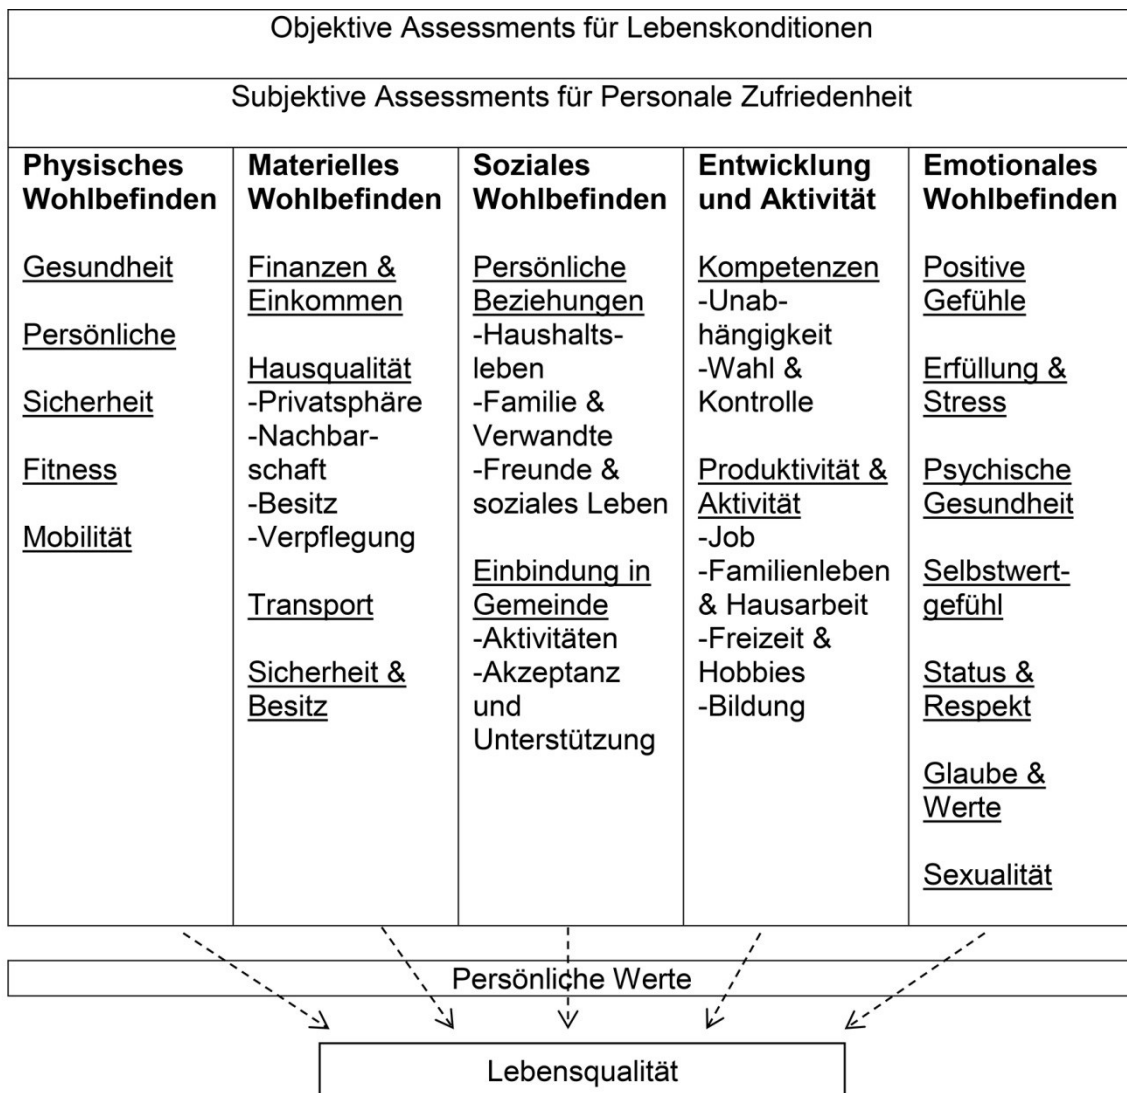 Objektive Assessments für Lebenskonditionen
Subjektive Assessments für Personale Zufriedenheit
Physisches
Wohlbefinden
Gesundheit
Persönliche
Sicherheit
Fitness
Mobilität
Materielles
Wohlbefinden
Finanzen &
Einkommen
Hausqualität
-Privatsphäre
-Nachbar-
schaft
-Besitz
-Verpflegung
Transport
Sicherheit &
Besitz
Soziales
Wohlbefinden
Persönliche
Beziehungen
-Haushalts-
leben
-Familie &
Verwandte
-Freunde &
soziales Leben
Einbindung in
Gemeinde
-Aktivitäten
-Akzeptanz
und
Unterstützung
Entwicklung
und Aktivität
Kompetenzen
-Unab-
hängigkeit
-Wahl &
Kontrolle
Produktivität &
Aktivität
-Job
-Familienleben
& Hausarbeit
-Freizeit &
Hobbies
-Bildung
Emotionales
Wohlbefinden
Positive
Gefühle
Erfüllung &
Stress
Psychische
Gesundheit
Selbstwert-
gefühl
Status &
Respekt
Glaube &
Werte
Sexualität
Persönliche Werte
Lebensqualität